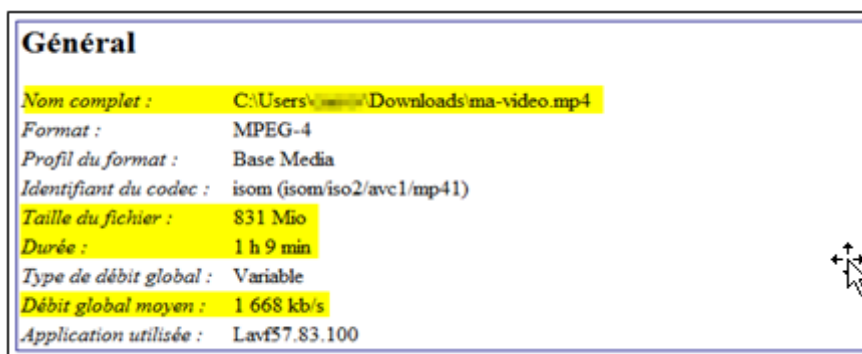 Général
Nom complet : C:\Users\ \Downloads\ma-video.mp4
Format : MPEG-4
Profil du format : Base Media
Identifiant du codec : isom (isom/iso2/avc1/mp41)
Taille du fichier : 831 Mio
Durée : 1 h 9 min
Type de débit global : Variable
Débit global moyen : 1 668 kb/s
Application utilisée : Lavf57.83.100